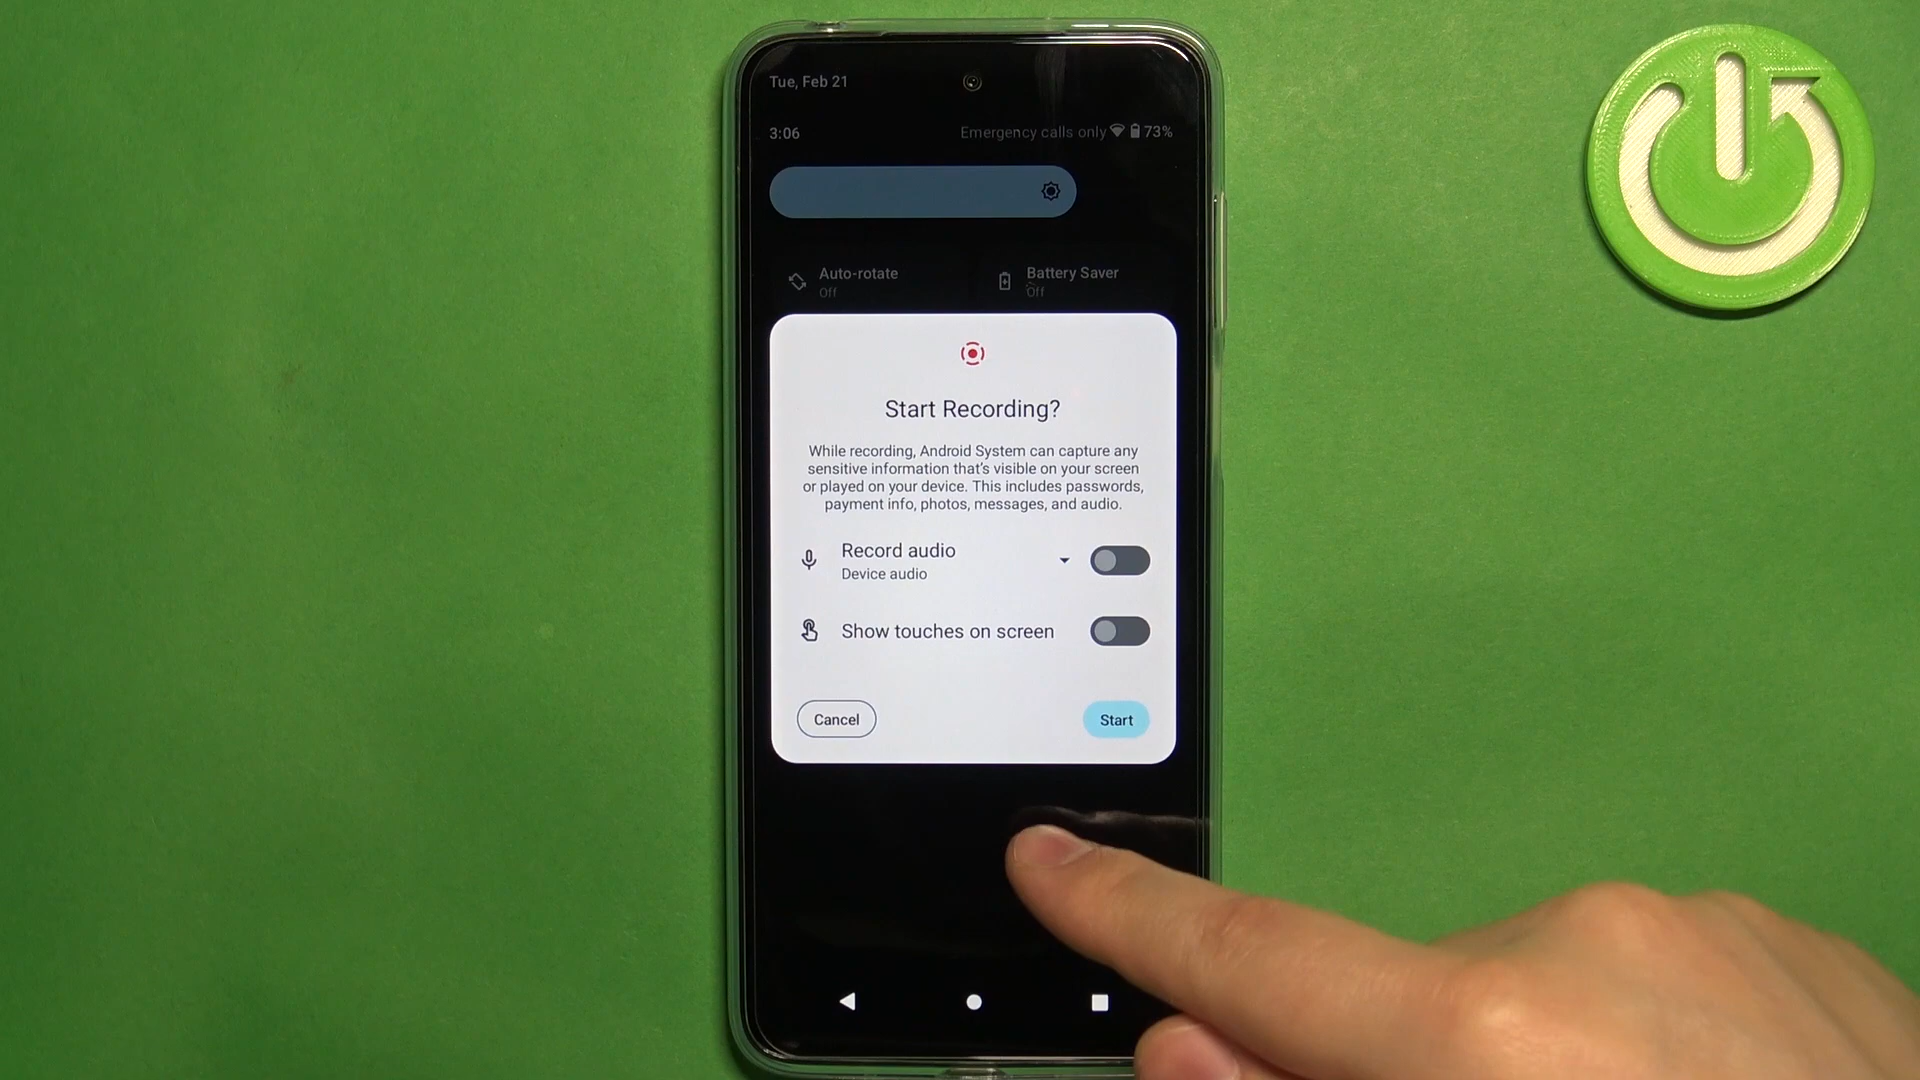 Tue, Feb 21
3:06 Emergency calls only 73%
Auto-rotate
Off
Battery Saver
Off
Start Recording?
While recording, Android System can capture any
sensitive information that's visible on your screen
or played on your device. This includes passwords,
payment info, photos, messages, and audio.
Record audio
Device audio
Show touches on screen
Cancel Start